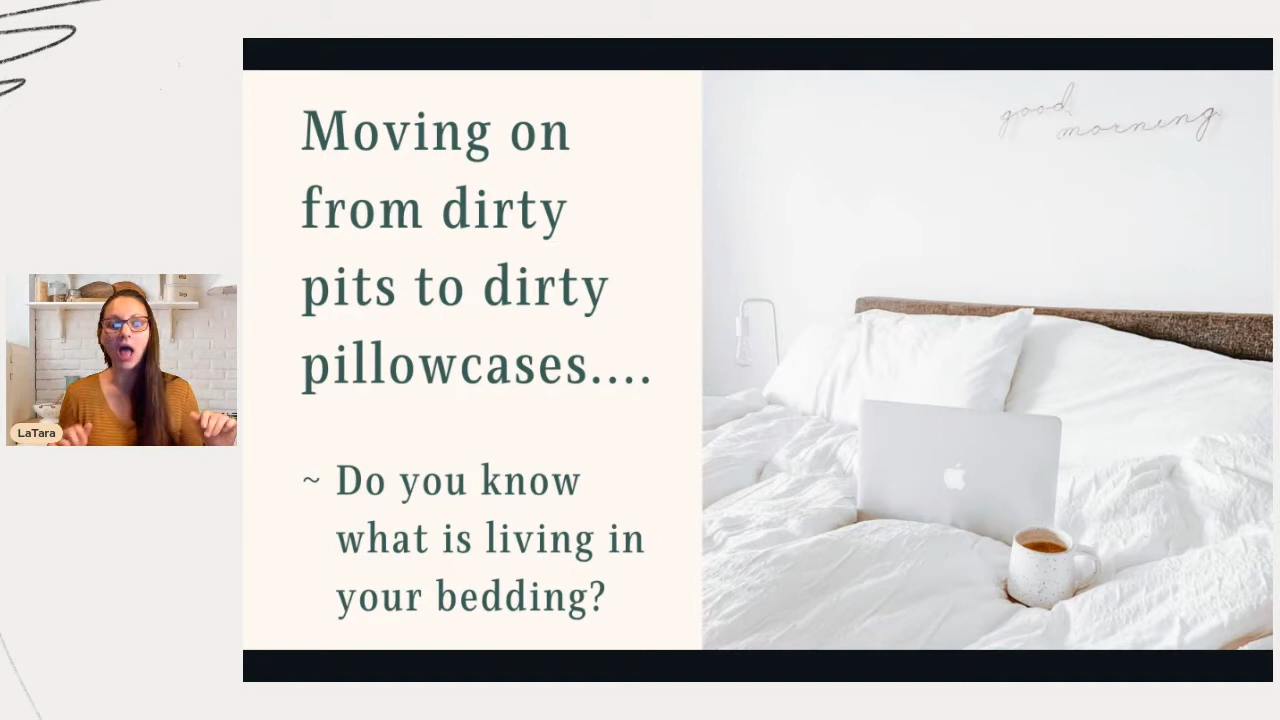 good
morning
Moving on
from dirty
pits to dirty
pillowcases....
~ Do you know
what is living in
your bedding?
LaTara